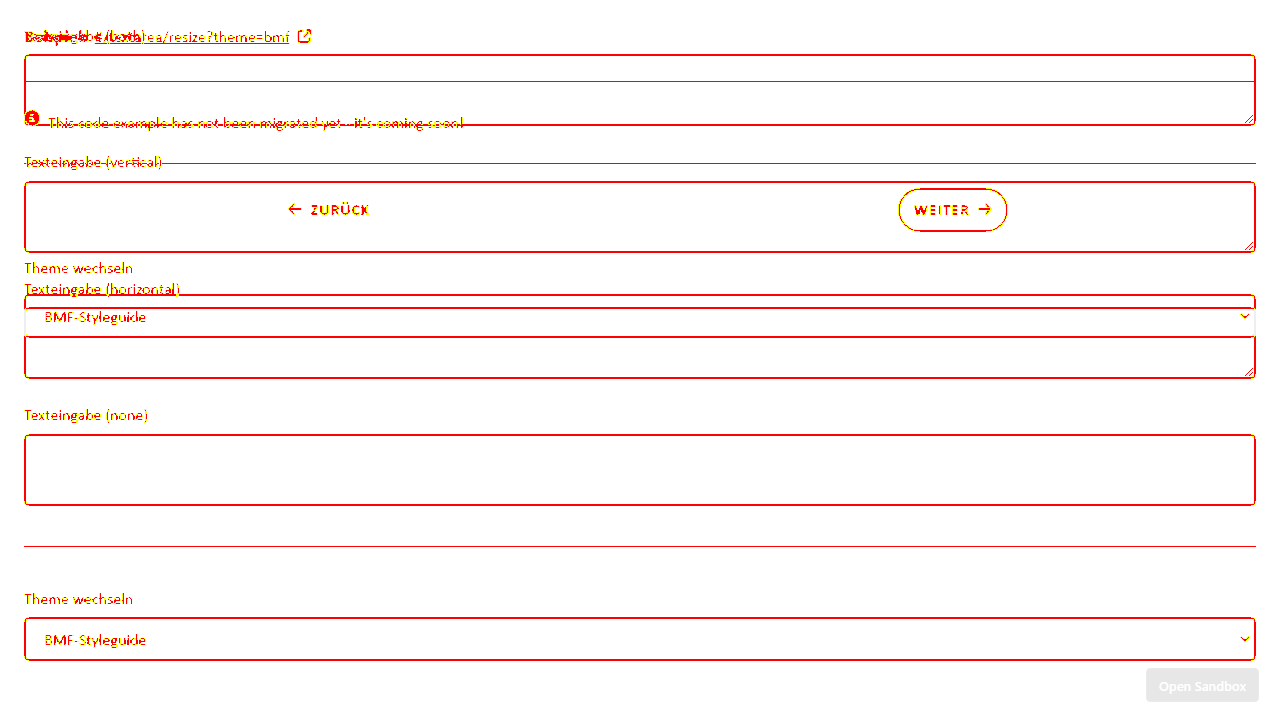 /textarea/resize?theme=bmf
This code example has not been migrated yet - it's coming soon!
Texteingabe (vertical)
← ZURÜCK
WEITER →
Theme wechseln
Texteingabe (horizontal)
BMF-Styleguide
Texteingabe (none)
Theme wechseln
BMF-Styleguide
Open Sandbox